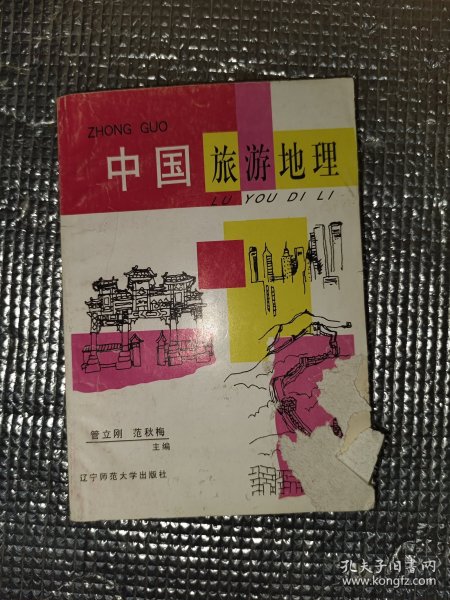 ZHONG GUO
中国旅游地理
LU YOU DI LI
管立刚 范秋梅
主编
辽宁师范大学出版社
孔夫子旧书网
www.kongfz.com